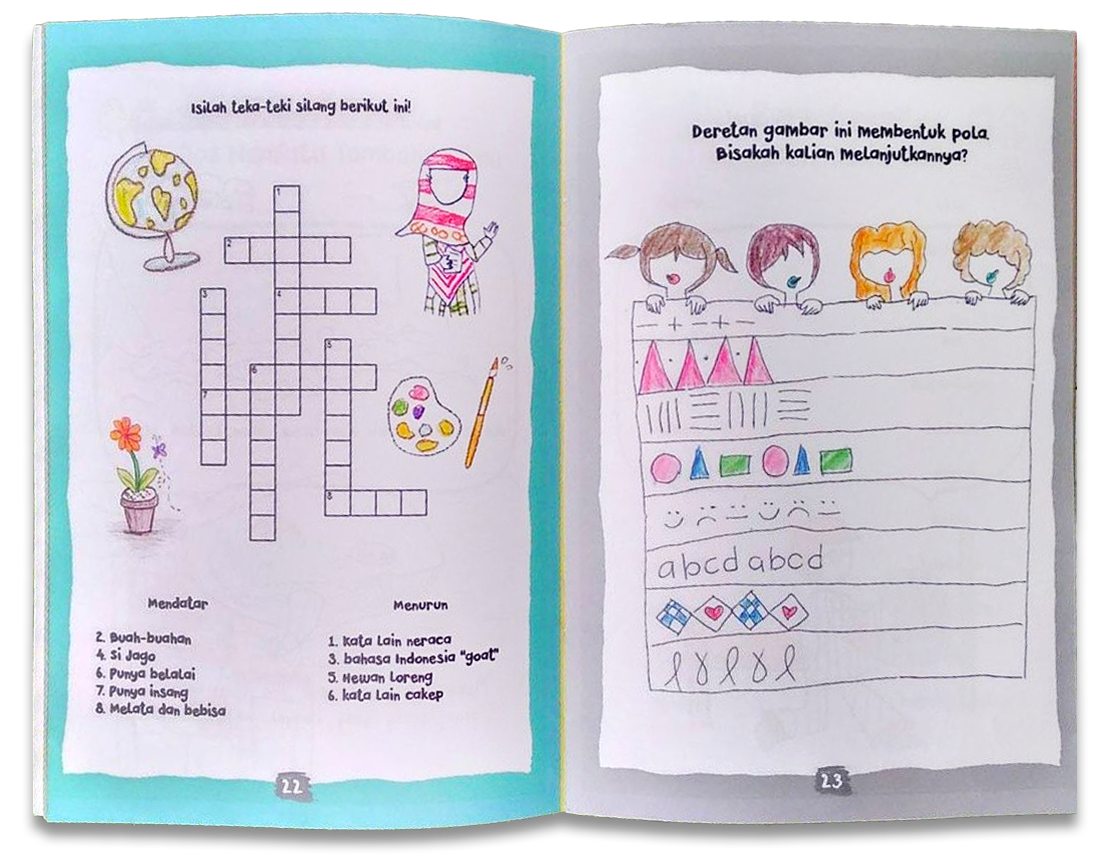 Isilah teka-teki silang berikut ini!
1
2
3
4
5
6
7
8
Mendatar
2. Buah-buahan
4. Si Jago
6. Punya belalai
7. Punya insang
8. Melata dan bebisa
Menurun
1. Kata Lain neraca
3. bahasa Indonesia "goat"
5. Hewan Loreng
6. kata Lain cakep
22
Deretan gambar ini membentuk pola.
Bisakah kalian melanjutkannya?
− + − + −
abcd abcd
23